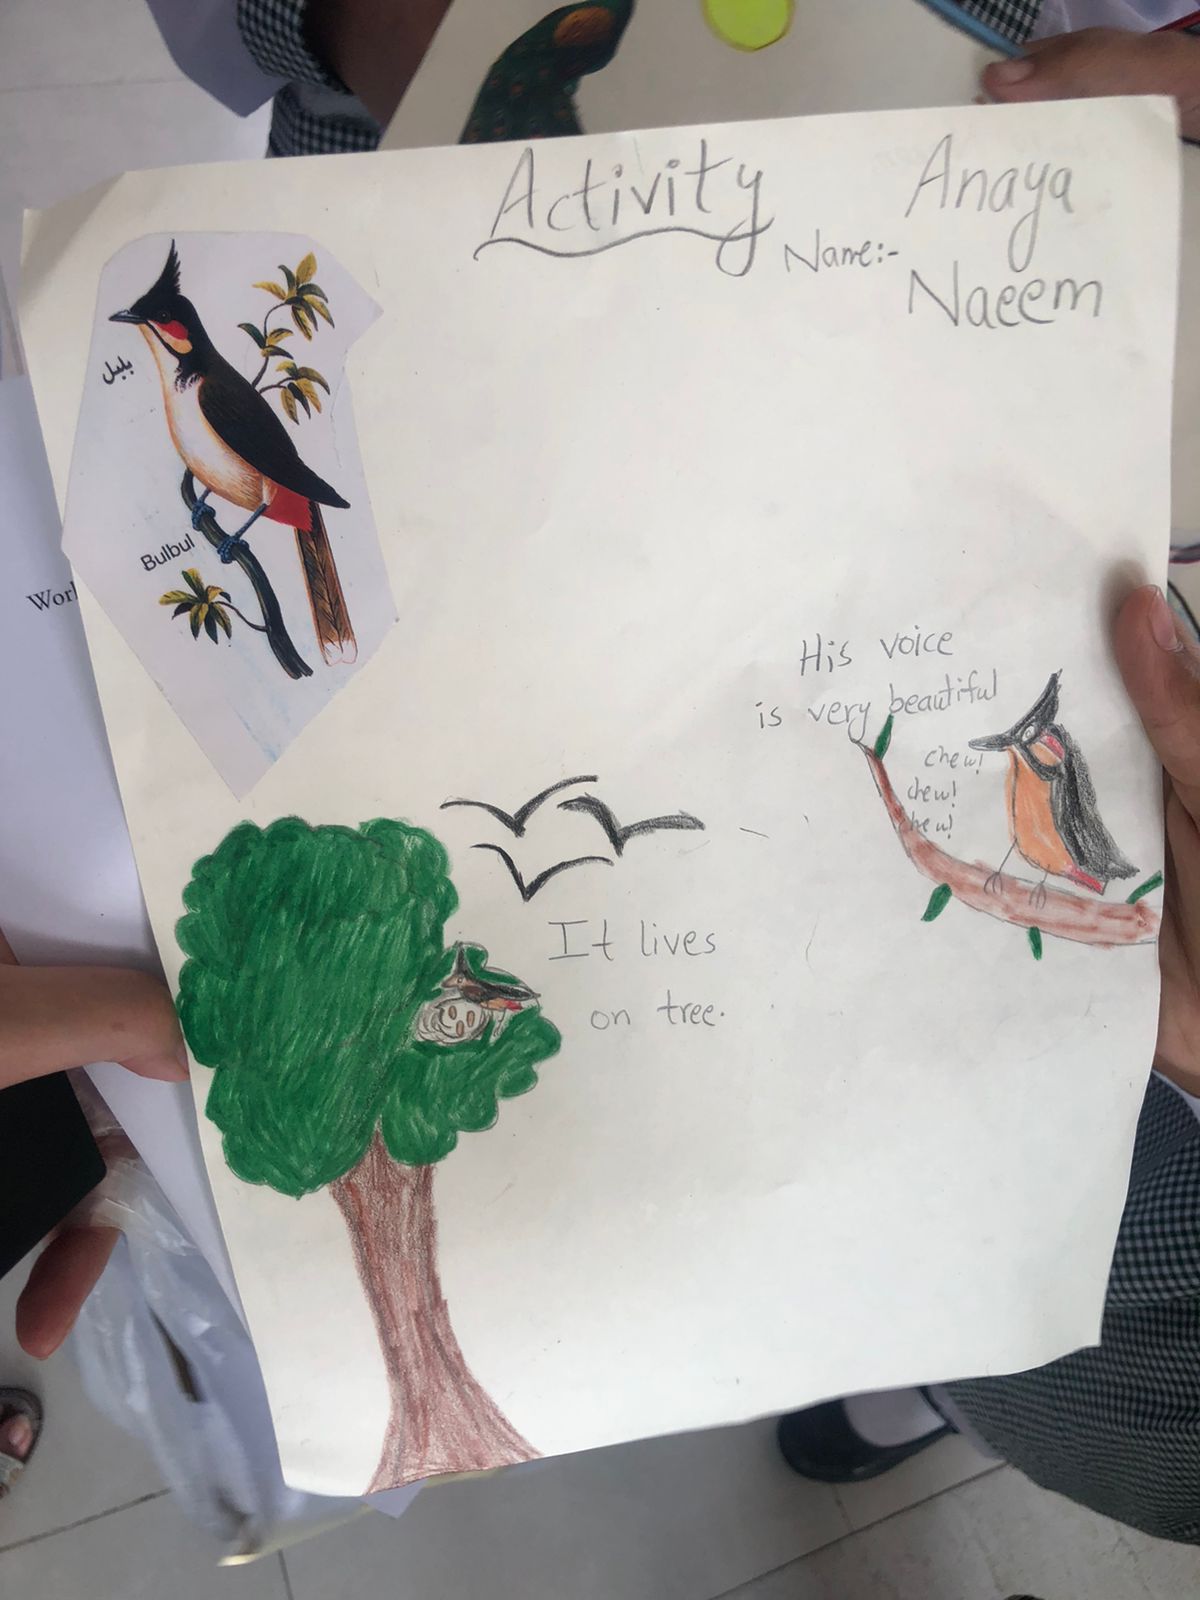 Activity
Name:- Anaya
Naeem
بلبل
Bulbul
His voice
is very beautiful
chew!
chew!
chew!
It lives
on tree.